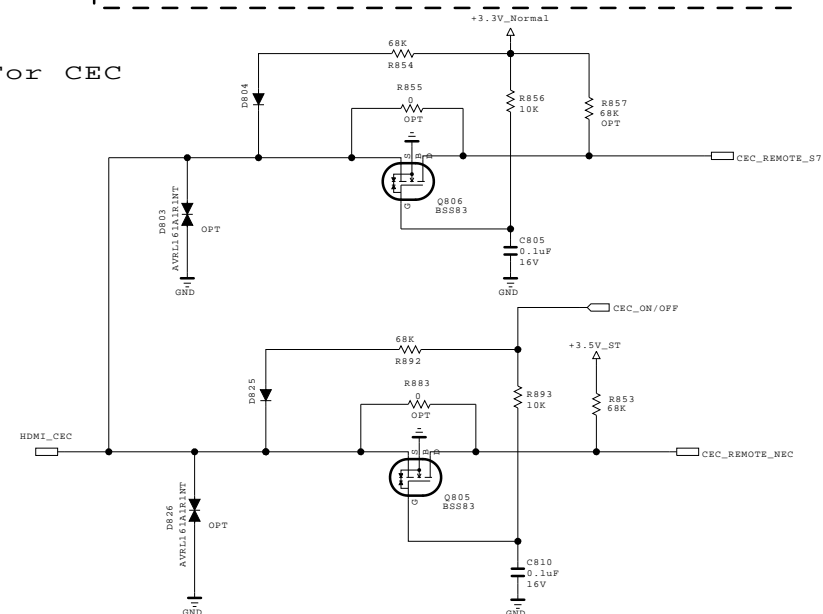 +3.3V_Normal
For CEC
68K
R854
R855
0
OPT
D804
R856
10K
R857
68K
OPT
S
B
D
G
CEC_REMOTE_S7
Q806
BSS83
D803
AVRL161A1R1NT
OPT
C805
0.1uF
16V
GND
GND
CEC_ON/OFF
68K
R892
+3.5V_ST
D825
R883
0
OPT
R893
10K
R853
68K
HDMI_CEC
S
B
D
G
CEC_REMOTE_NEC
Q805
BSS83
D826
AVRL161A1R1NT
OPT
C810
0.1uF
16V
GND
GND